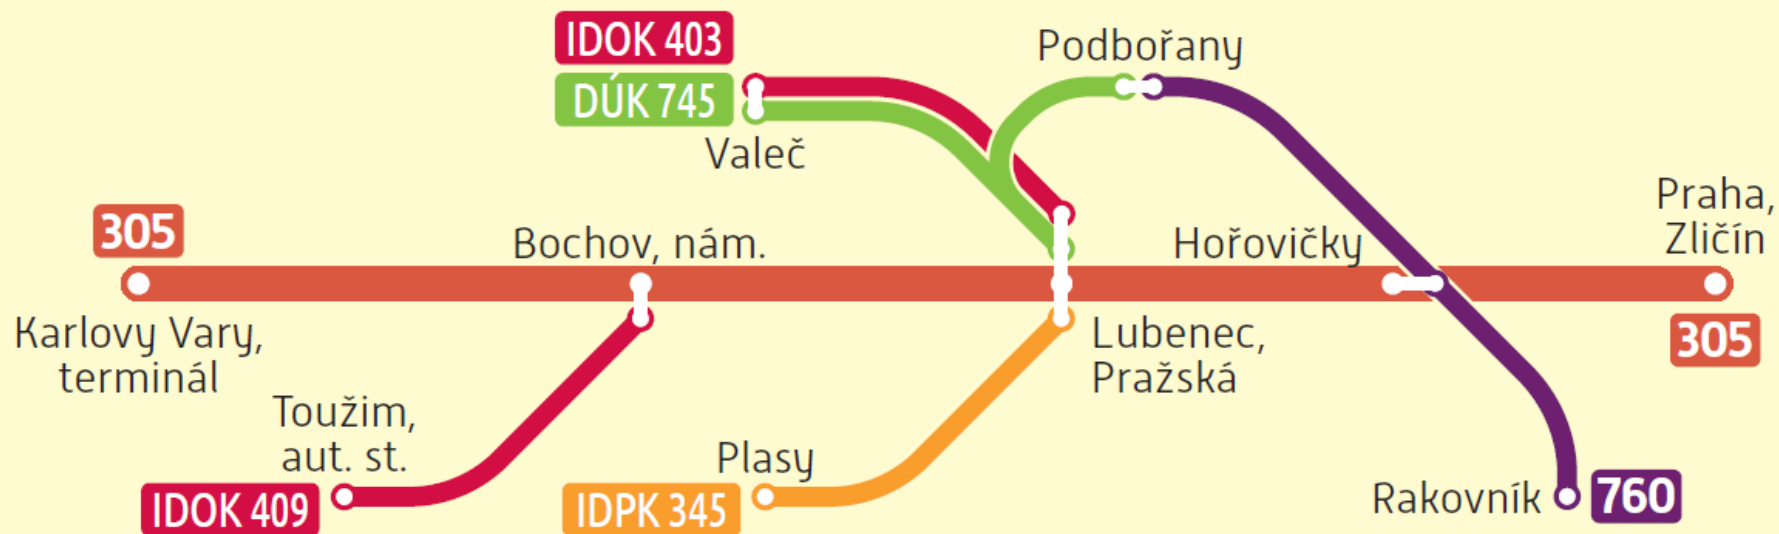 IDOK 403
DÚK 745
Valeč
Podbořany
305
Bochov, nám.
Hořovičky
Praha,
Zličín
Karlovy Vary,
terminál
Lubenec,
Pražská
305
Toužim,
aut. st.
IDOK 409
Plasy
IDPK 345
Rakovník
760